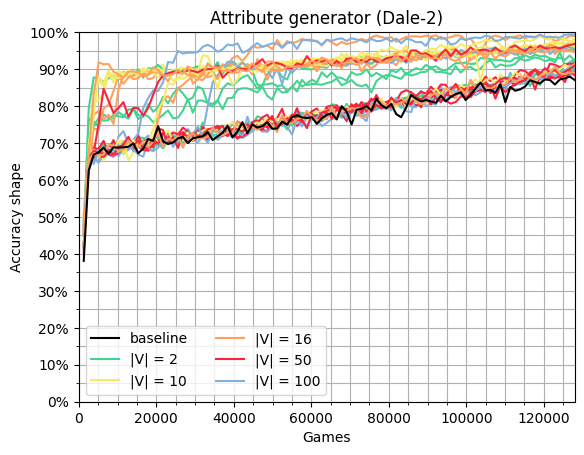 Attribute generator (Dale-2)
100%
90%
80%
70%
60%
50%
40%
30%
20%
10%
0%
Accuracy shape
baseline
|V| = 2
|V| = 10
|V| = 16
|V| = 50
|V| = 100
0 20000 40000 60000 80000 100000 120000
Games